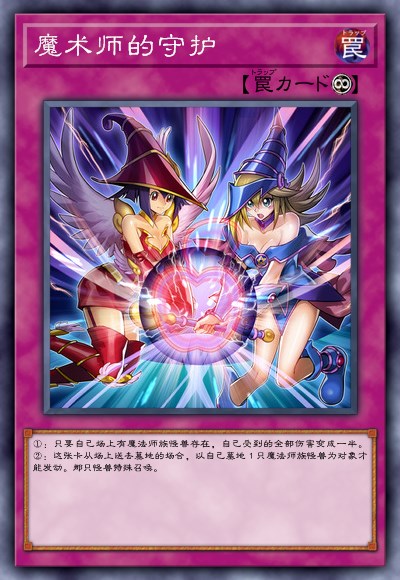 魔术师的守护
トラップ
罠
トラップ
【罠カード】
①：只要自己场上有魔法师族怪兽存在，自己受到的全部伤害变成一半。
②：这张卡从场上送去墓地的场合，以自己墓地１只魔法师族怪兽为对象才
能发动。那只怪兽特殊召唤。